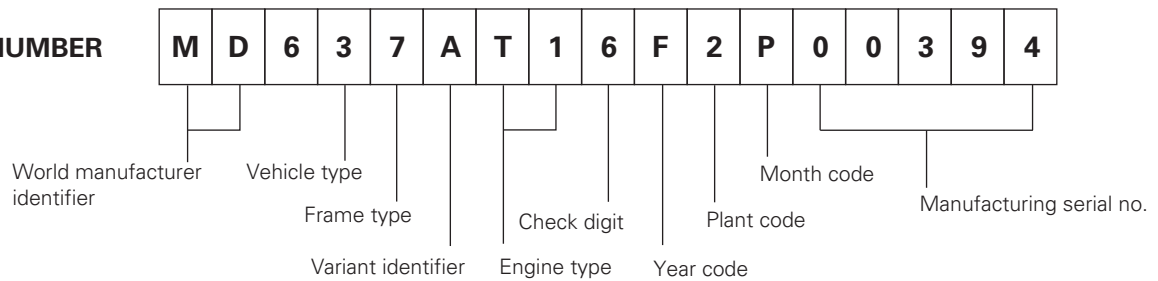 NUMBER
M D 6 3 7 A T 1 6 F 2 P 0 0 3 9 4
World manufacturer
identifier
Vehicle type
Frame type
Variant identifier
Engine type
Check digit
Year code
Plant code
Month code
Manufacturing serial no.